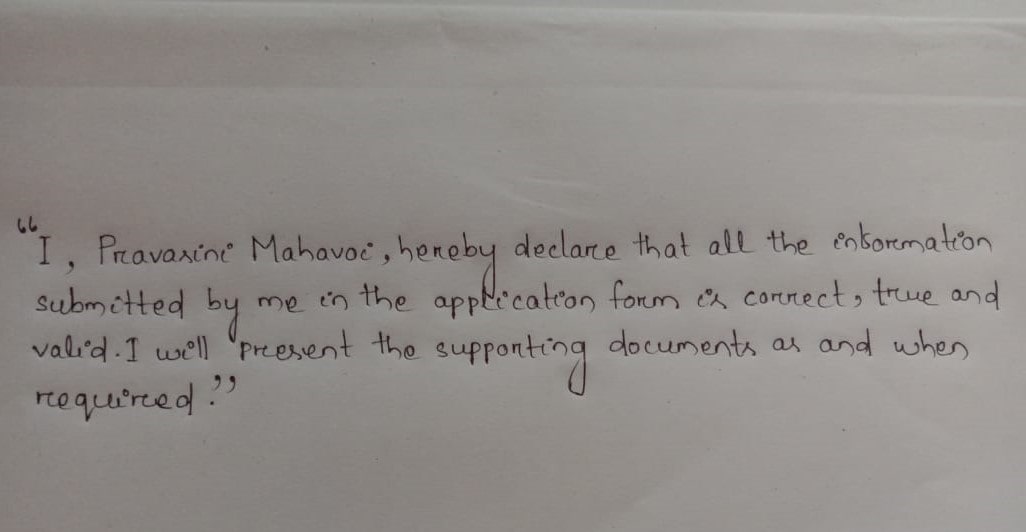 “I, Pravasini Mahavoi, hereby declare that all the information
submitted by me in the application form is correct, true and
valid. I will present the supporting documents as and when
required.”